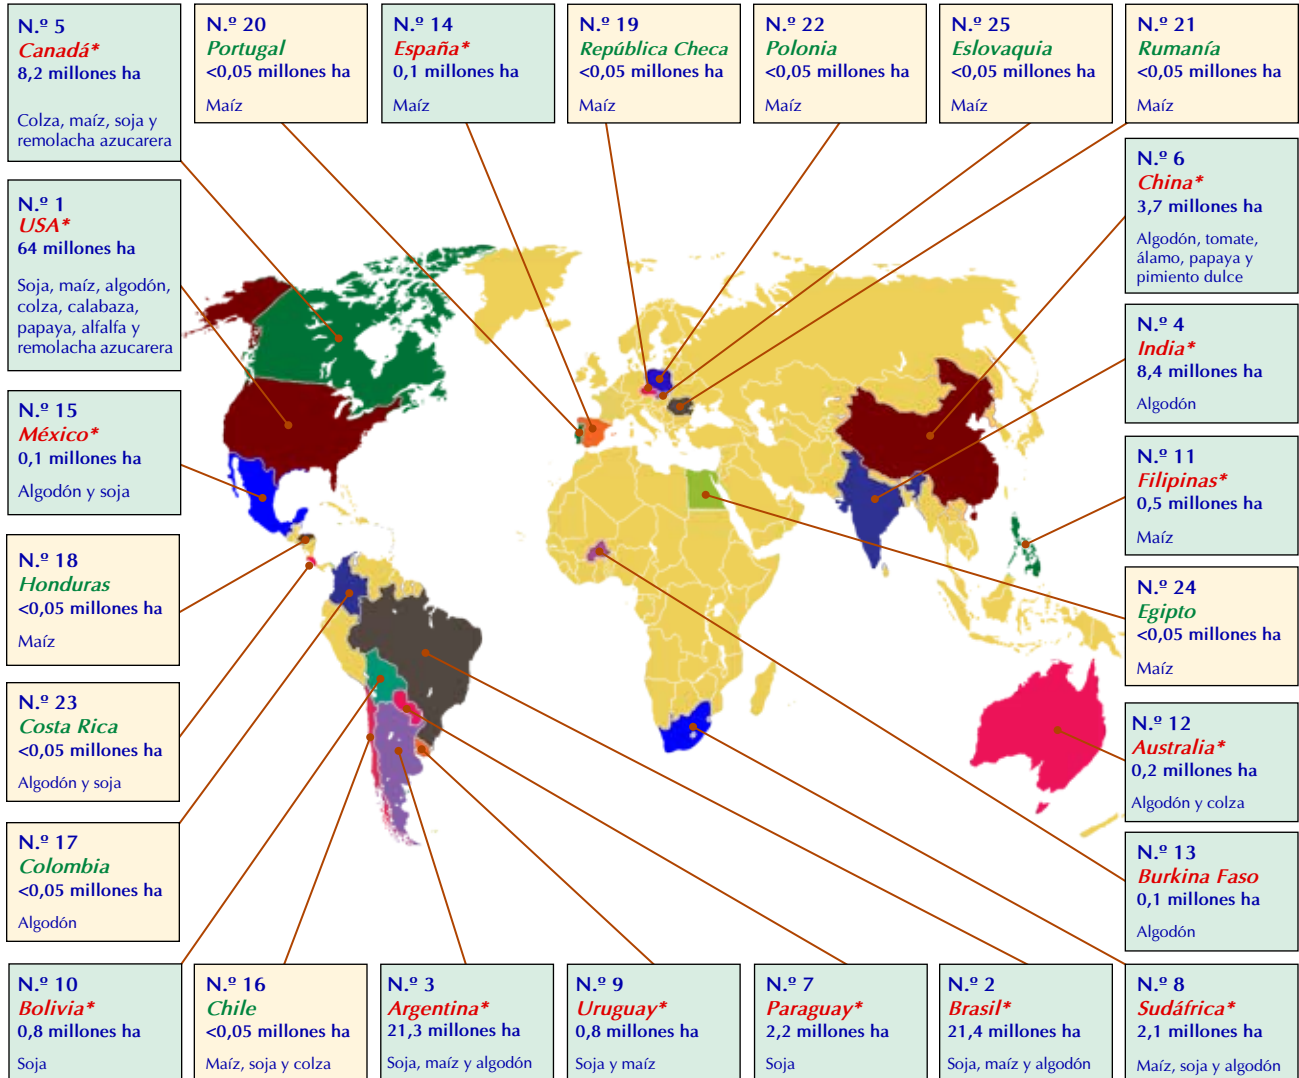 N.º 5
Canadá*
8,2 millones ha
Colza, maíz, soja y
remolacha azucarera
N.º 20
Portugal
<0,05 millones ha
Maíz
N.º 14
España*
0,1 millones ha
Maíz
N.º 19
República Checa
<0,05 millones ha
Maíz
N.º 22
Polonia
<0,05 millones ha
Maíz
N.º 25
Eslovaquia
<0,05 millones ha
Maíz
N.º 21
Rumanía
<0,05 millones ha
Maíz
N.º 1
USA*
64 millones ha
Soja, maíz, algodón,
colza, calabaza,
papaya, alfalfa y
remolacha azucarera
N.º 6
China*
3,7 millones ha
Algodón, tomate,
álamo, papaya y
pimiento dulce
N.º 4
India*
8,4 millones ha
Algodón
N.º 15
México*
0,1 millones ha
Algodón y soja
N.º 11
Filipinas*
0,5 millones ha
Maíz
N.º 18
Honduras
<0,05 millones ha
Maíz
N.º 24
Egipto
<0,05 millones ha
Maíz
N.º 23
Costa Rica
<0,05 millones ha
Algodón y soja
N.º 12
Australia*
0,2 millones ha
Algodón y colza
N.º 17
Colombia
<0,05 millones ha
Algodón
N.º 13
Burkina Faso
0,1 millones ha
Algodón
N.º 10
Bolivia*
0,8 millones ha
Soja
N.º 16
Chile
<0,05 millones ha
Maíz, soja y colza
N.º 3
Argentina*
21,3 millones ha
Soja, maíz y algodón
N.º 9
Uruguay*
0,8 millones ha
Soja y maíz
N.º 7
Paraguay*
2,2 millones ha
Soja
N.º 2
Brasil*
21,4 millones ha
Soja, maíz y algodón
N.º 8
Sudáfrica*
2,1 millones ha
Maíz, soja y algodón